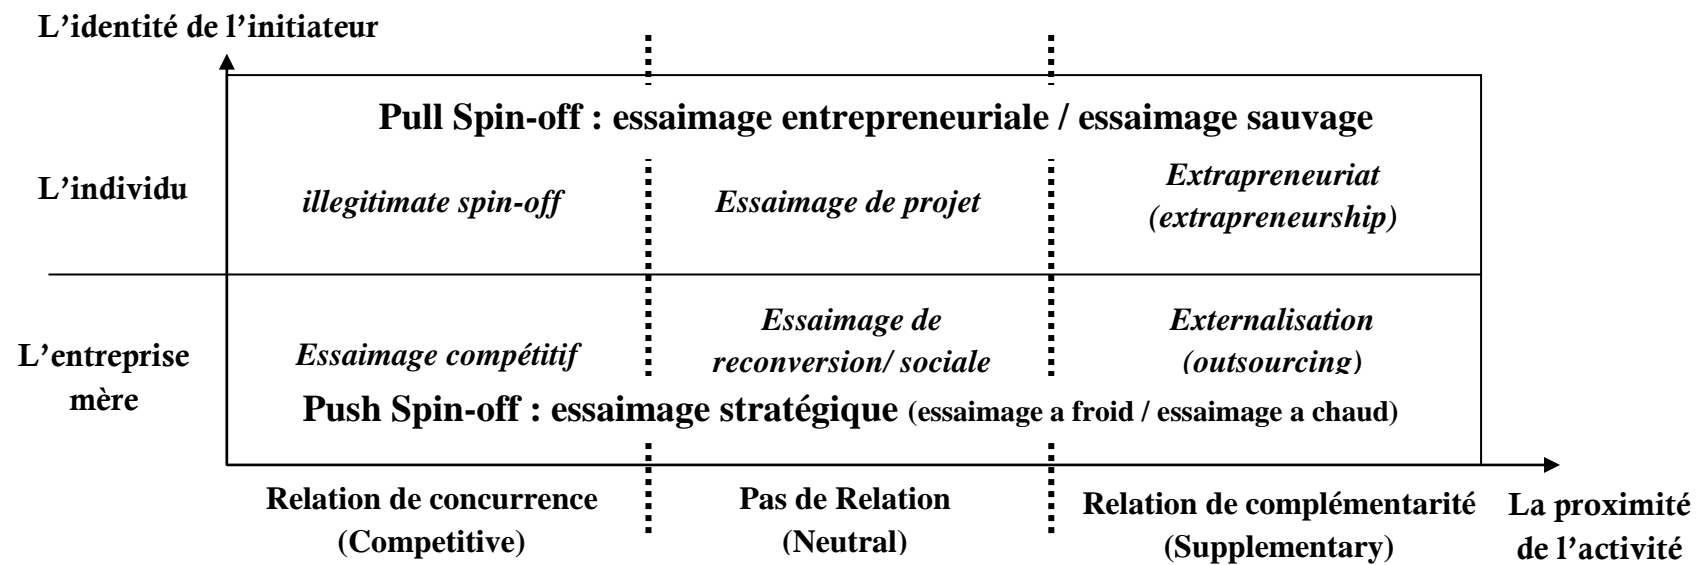 L'identité de l'initiateur
Pull Spin-off : essaimage entrepreneuriale / essaimage sauvage
L'individu
illegitimate spin-off
Essaimage de projet
Extrapreneuriat
(extrapreneurship)
L'entreprise
mère
Essaimage compétitif
Essaimage de
reconversion/ sociale
Externalisation
(outsourcing)
Push Spin-off : essaimage stratégique (essaimage a froid / essaimage a chaud)
Relation de concurrence
(Competitive)
Pas de Relation
(Neutral)
Relation de complémentarité
(Supplementary)
La proximité
de l'activité